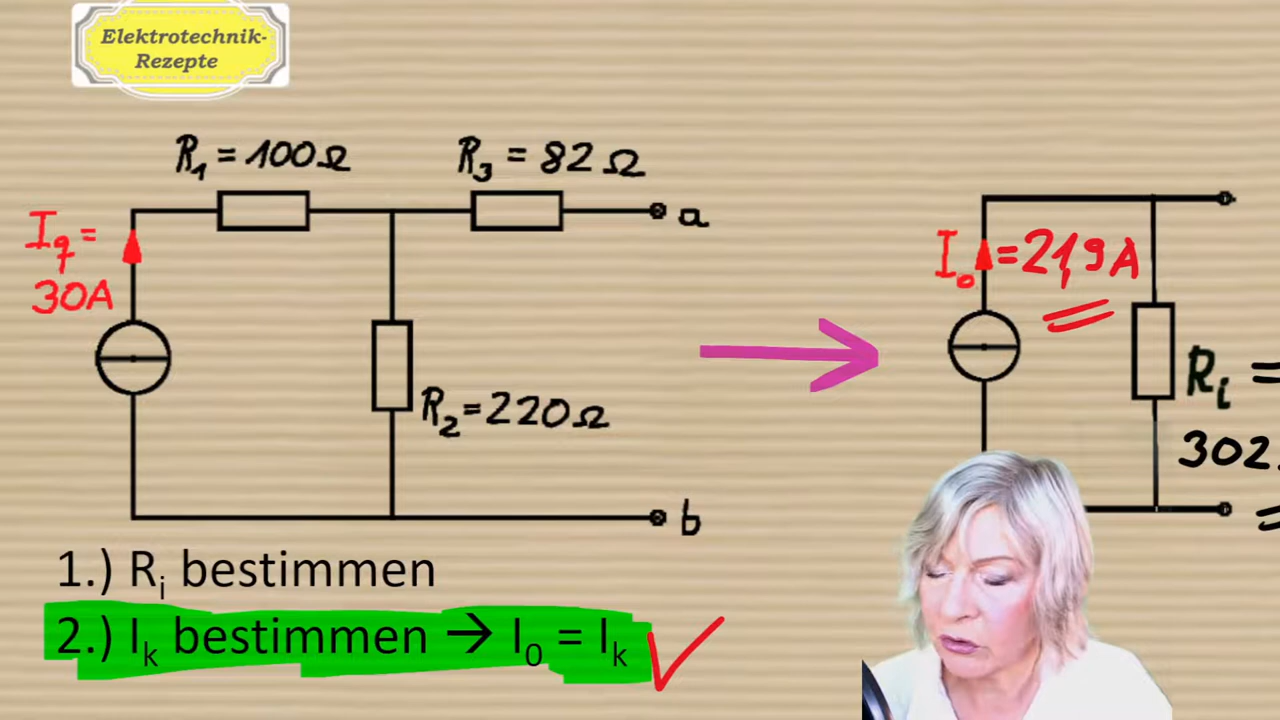 Elektrotechnik-
Rezepte
R1 = 100Ω
R3 = 82 Ω
a
Iq =
30A
I0 = 21,9A
R2 = 220Ω
Ri =
302
b
1.) Ri bestimmen
2.) Ik bestimmen → I0 = Ik